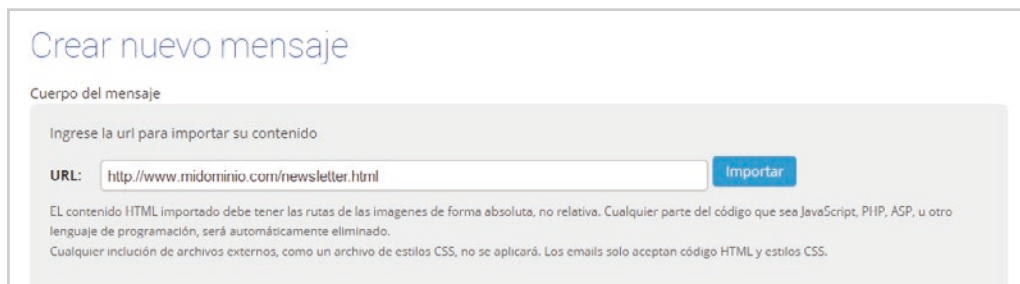 Crear nuevo mensaje
Cuerpo del mensaje
Ingrese la url para importar su contenido
URL: http://www.midominio.com/newsletter.html Importar
EL contenido HTML importado debe tener las rutas de las imagenes de forma absoluta, no relativa. Cualquier parte del código que sea JavaScript, PHP, ASP, u otro
lenguaje de programación, será automáticamente eliminado.
Cualquier inclución de archivos externos, como un archivo de estilos CSS, no se aplicará. Los emails solo aceptan código HTML y estilos CSS.